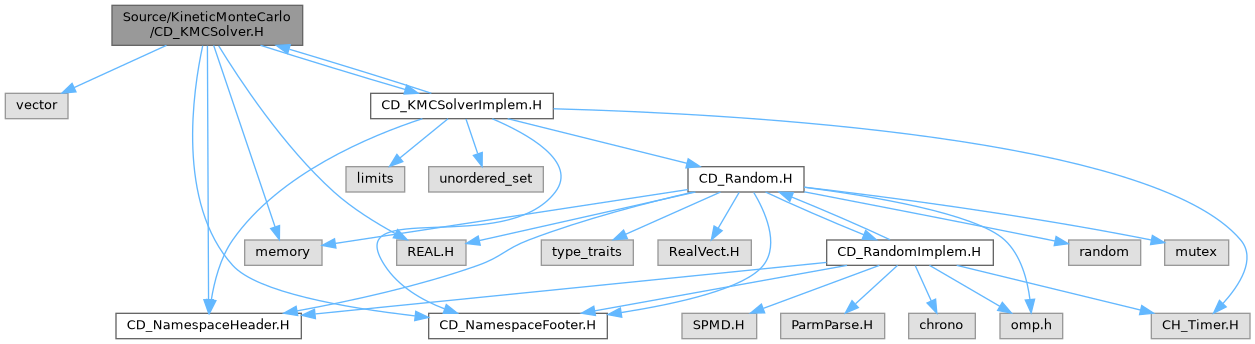 Source/KineticMonteCarlo
/CD_KMCSolver.H
vector
CD_KMCSolverImplem.H
limits
unordered_set
CD_Random.H
memory
REAL.H
type_traits
RealVect.H
CD_RandomImplem.H
random
mutex
CD_NamespaceHeader.H
CD_NamespaceFooter.H
SPMD.H
ParmParse.H
chrono
omp.h
CH_Timer.H